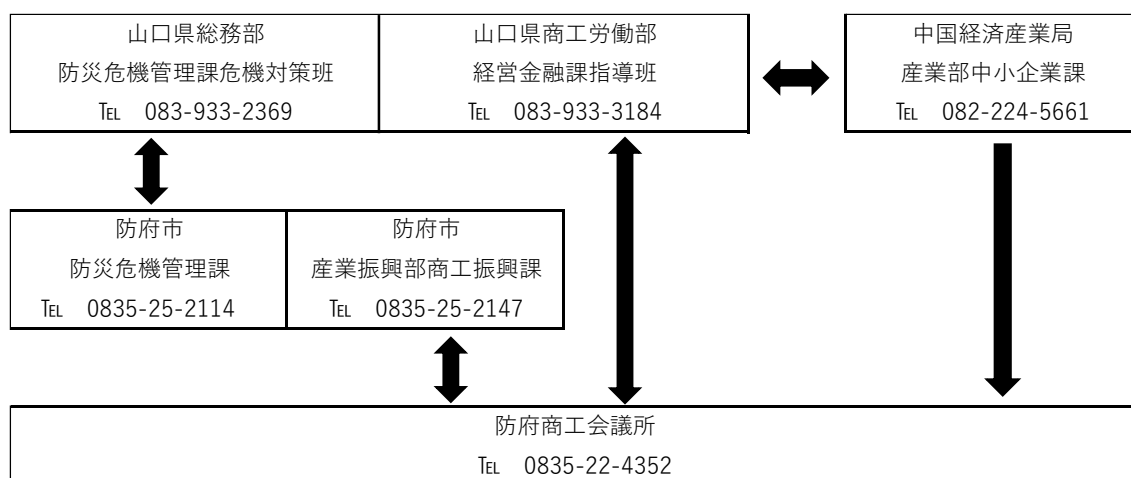 山口県総務部
防災危機管理課危機対策班
℡ 083-933-2369
山口県商工労働部
経営金融課指導班
℡ 083-933-3184
中国経済産業局
産業部中小企業課
℡ 082-224-5661
防府市
防災危機管理課
℡ 0835-25-2114
防府市
産業振興部商工振興課
℡ 0835-25-2147
防府商工会議所
℡ 0835-22-4352